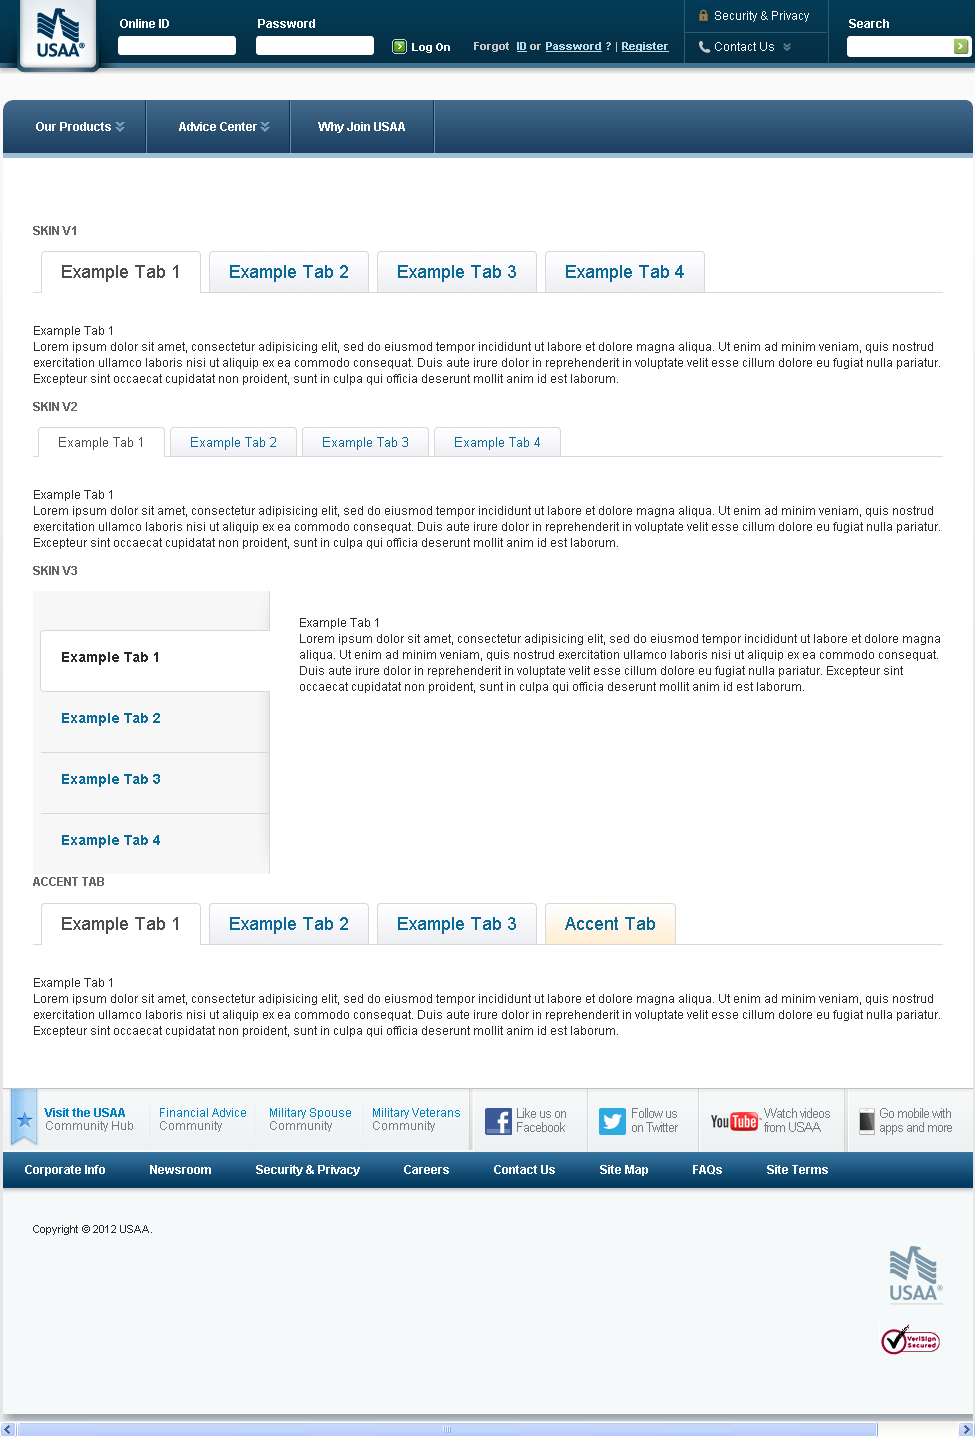 Online ID
Password
USAA®
Log On
Forgot ID or Password ? | Register
Security & Privacy
Contact Us
Search
Our Products
Advice Center
Why Join USAA
SKIN V1
Example Tab 1
Example Tab 2
Example Tab 3
Example Tab 4
Example Tab 1
Lorem ipsum dolor sit amet, consectetur adipisicing elit, sed do eiusmod tempor incididunt ut labore et dolore magna aliqua. Ut enim ad minim veniam, quis nostrud
exercitation ullamco laboris nisi ut aliquip ex ea commodo consequat. Duis aute irure dolor in reprehenderit in voluptate velit esse cillum dolore eu fugiat nulla pariatur.
Excepteur sint occaecat cupidatat non proident, sunt in culpa qui officia deserunt mollit anim id est laborum.
SKIN V2
Example Tab 1
Example Tab 2
Example Tab 3
Example Tab 4
Example Tab 1
Lorem ipsum dolor sit amet, consectetur adipisicing elit, sed do eiusmod tempor incididunt ut labore et dolore magna aliqua. Ut enim ad minim veniam, quis nostrud
exercitation ullamco laboris nisi ut aliquip ex ea commodo consequat. Duis aute irure dolor in reprehenderit in voluptate velit esse cillum dolore eu fugiat nulla pariatur.
Excepteur sint occaecat cupidatat non proident, sunt in culpa qui officia deserunt mollit anim id est laborum.
SKIN V3
Example Tab 1
Example Tab 2
Example Tab 3
Example Tab 4
Example Tab 1
Lorem ipsum dolor sit amet, consectetur adipisicing elit, sed do eiusmod tempor incididunt ut labore et dolore magna
aliqua. Ut enim ad minim veniam, quis nostrud exercitation ullamco laboris nisi ut aliquip ex ea commodo consequat.
Duis aute irure dolor in reprehenderit in voluptate velit esse cillum dolore eu fugiat nulla pariatur. Excepteur sint
occaecat cupidatat non proident, sunt in culpa qui officia deserunt mollit anim id est laborum.
ACCENT TAB
Example Tab 1
Example Tab 2
Example Tab 3
Accent Tab
Example Tab 1
Lorem ipsum dolor sit amet, consectetur adipisicing elit, sed do eiusmod tempor incididunt ut labore et dolore magna aliqua. Ut enim ad minim veniam, quis nostrud
exercitation ullamco laboris nisi ut aliquip ex ea commodo consequat. Duis aute irure dolor in reprehenderit in voluptate velit esse cillum dolore eu fugiat nulla pariatur.
Excepteur sint occaecat cupidatat non proident, sunt in culpa qui officia deserunt mollit anim id est laborum.
Visit the USAA
Community Hub
Financial Advice
Community
Military Spouse
Community
Military Veterans
Community
Like us on
Facebook
Follow us
on Twitter
YouTube
Watch videos
from USAA
Go mobile with
apps and more
Corporate Info
Newsroom
Security & Privacy
Careers
Contact Us
Site Map
FAQs
Site Terms
Copyright © 2012 USAA.
USAA®
VeriSign
Secured